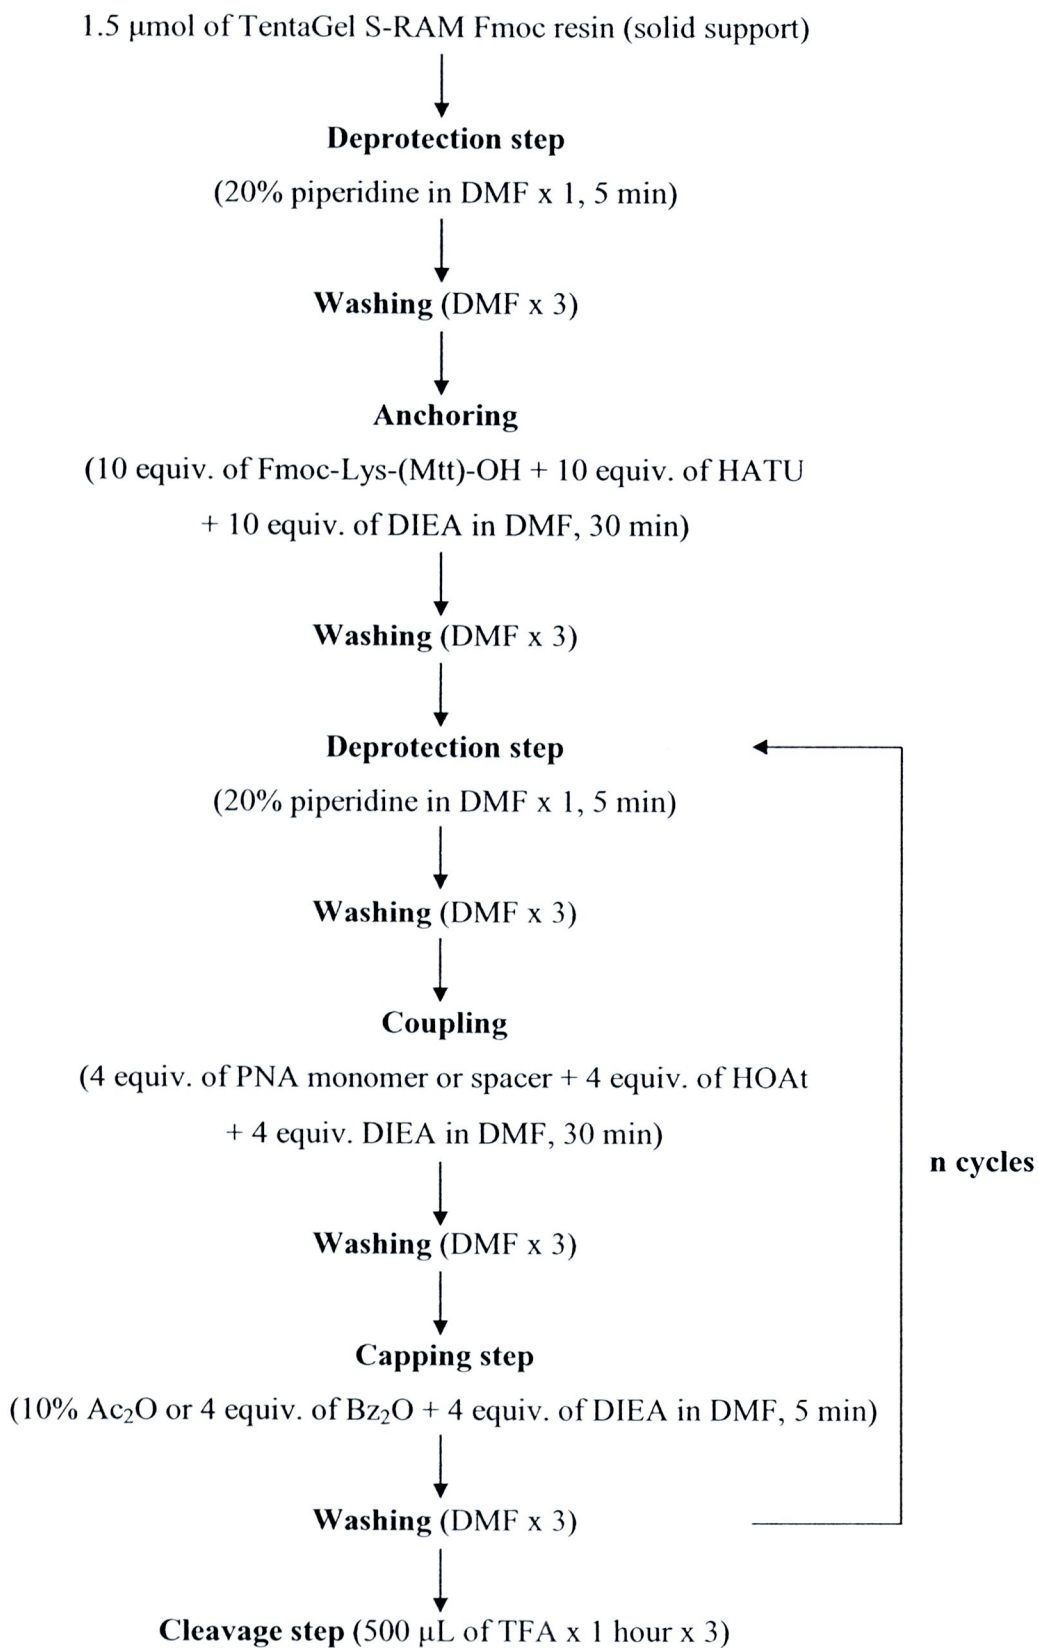 1.5 μmol of TentaGel S-RAM Fmoc resin (solid support)
Deprotection step
(20% piperidine in DMF x 1, 5 min)
Washing (DMF x 3)
Anchoring
(10 equiv. of Fmoc-Lys-(Mtt)-OH + 10 equiv. of HATU
+ 10 equiv. of DIEA in DMF, 30 min)
Washing (DMF x 3)
Deprotection step
(20% piperidine in DMF x 1, 5 min)
Washing (DMF x 3)
Coupling
(4 equiv. of PNA monomer or spacer + 4 equiv. of HOAt
+ 4 equiv. DIEA in DMF, 30 min)
n cycles
Washing (DMF x 3)
Capping step
(10% Ac₂O or 4 equiv. of Bz₂O + 4 equiv. of DIEA in DMF, 5 min)
Washing (DMF x 3)
Cleavage step (500 μL of TFA x 1 hour x 3)